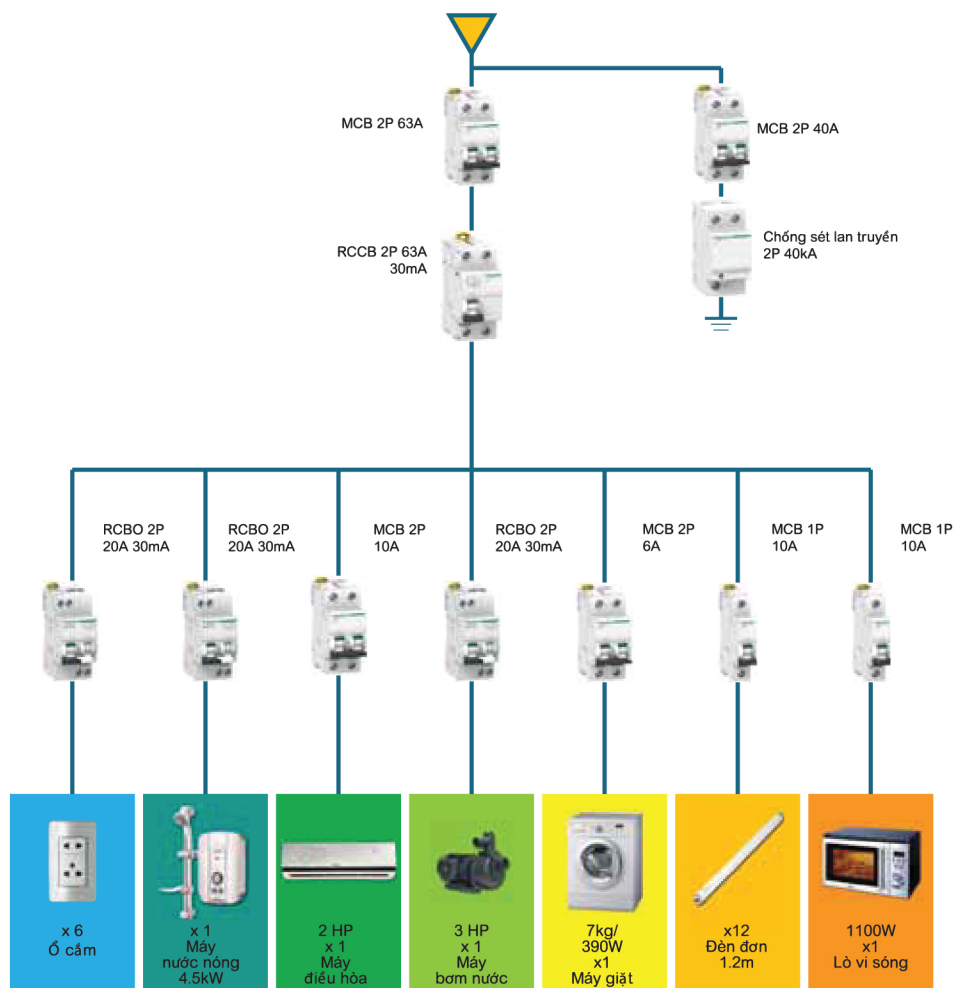 MCB 2P 63A
MCB 2P 40A
RCCB 2P 63A
30mA
Chống sét lan truyền
2P 40kA
RCBO 2P
20A 30mA
RCBO 2P
20A 30mA
MCB 2P
10A
RCBO 2P
20A 30mA
MCB 2P
6A
MCB 1P
10A
MCB 1P
10A
x 6
Ổ cắm
x 1
Máy
nước nóng
4.5kW
2 HP
x 1
Máy
điều hòa
3 HP
x 1
Máy
bơm nước
7kg/
390W
x1
Máy giặt
x12
Đèn đơn
1.2m
1100W
x1
Lò vi sóng